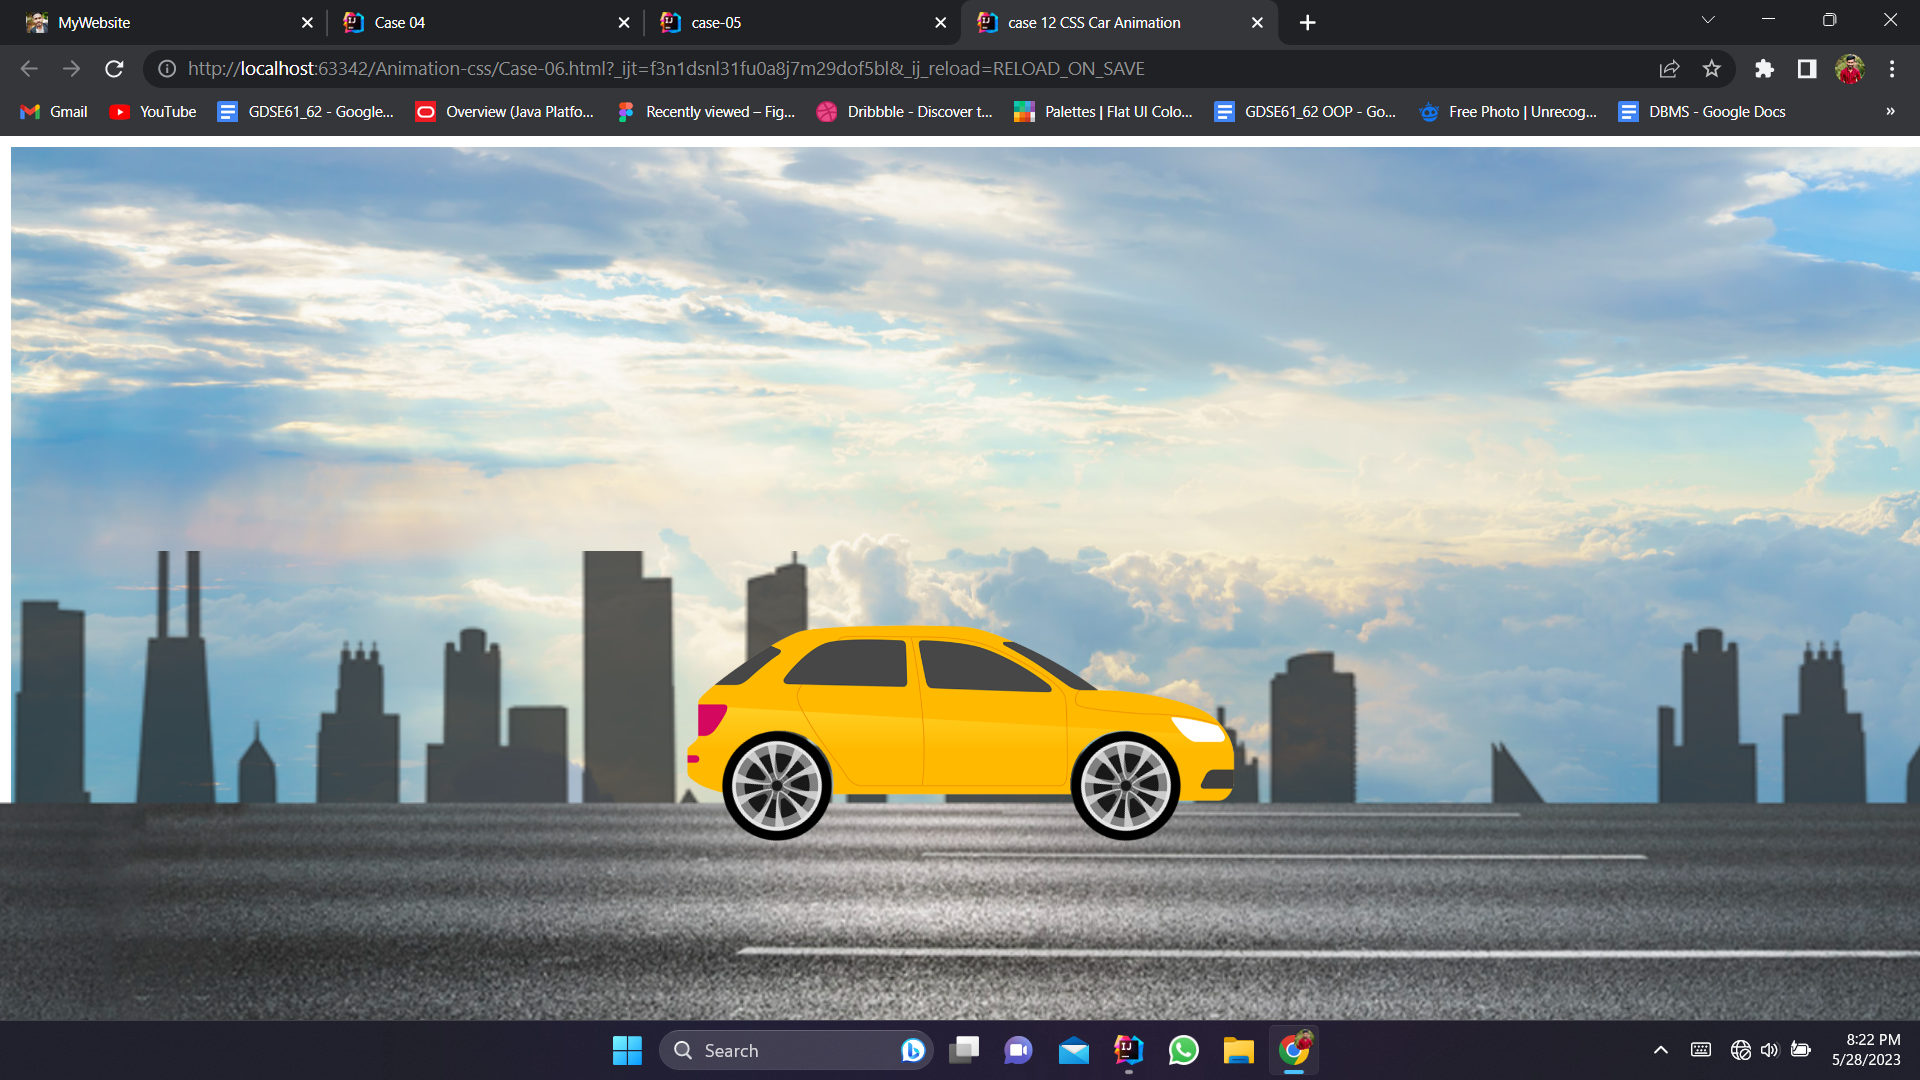 MyWebsite
Case 04
case-05
case 12 CSS Car Animation
http://localhost:63342/Animation-css/Case-06.html?_ijt=f3n1dsnl31fu0a8j7m29dof5bl&_ij_reload=RELOAD_ON_SAVE
Gmail
YouTube
GDSE61_62 - Google...
Overview (Java Platfo...
Recently viewed – Fig...
Dribbble - Discover t...
Palettes | Flat UI Colo...
GDSE61_62 OOP - Go...
Free Photo | Unrecog...
DBMS - Google Docs
»
Search
8:22 PM
5/28/2023